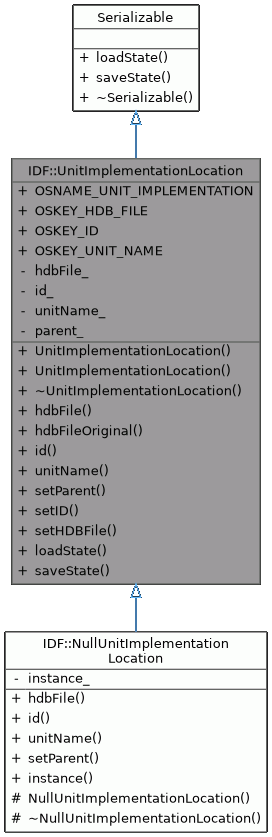 Serializable
+ loadState()
+ saveState()
+ ~Serializable()
IDF::UnitImplementationLocation
+ OSNAME_UNIT_IMPLEMENTATION
+ OSKEY_HDB_FILE
+ OSKEY_ID
+ OSKEY_UNIT_NAME
- hdbFile_
- id_
- unitName_
- parent_
+ UnitImplementationLocation()
+ UnitImplementationLocation()
+ ~UnitImplementationLocation()
+ hdbFile()
+ hdbFileOriginal()
+ id()
+ unitName()
+ setParent()
+ setID()
+ setHDBFile()
+ loadState()
+ saveState()
IDF::NullUnitImplementation
Location
- instance_
+ hdbFile()
+ id()
+ unitName()
+ setParent()
+ instance()
# NullUnitImplementationLocation()
# ~NullUnitImplementationLocation()